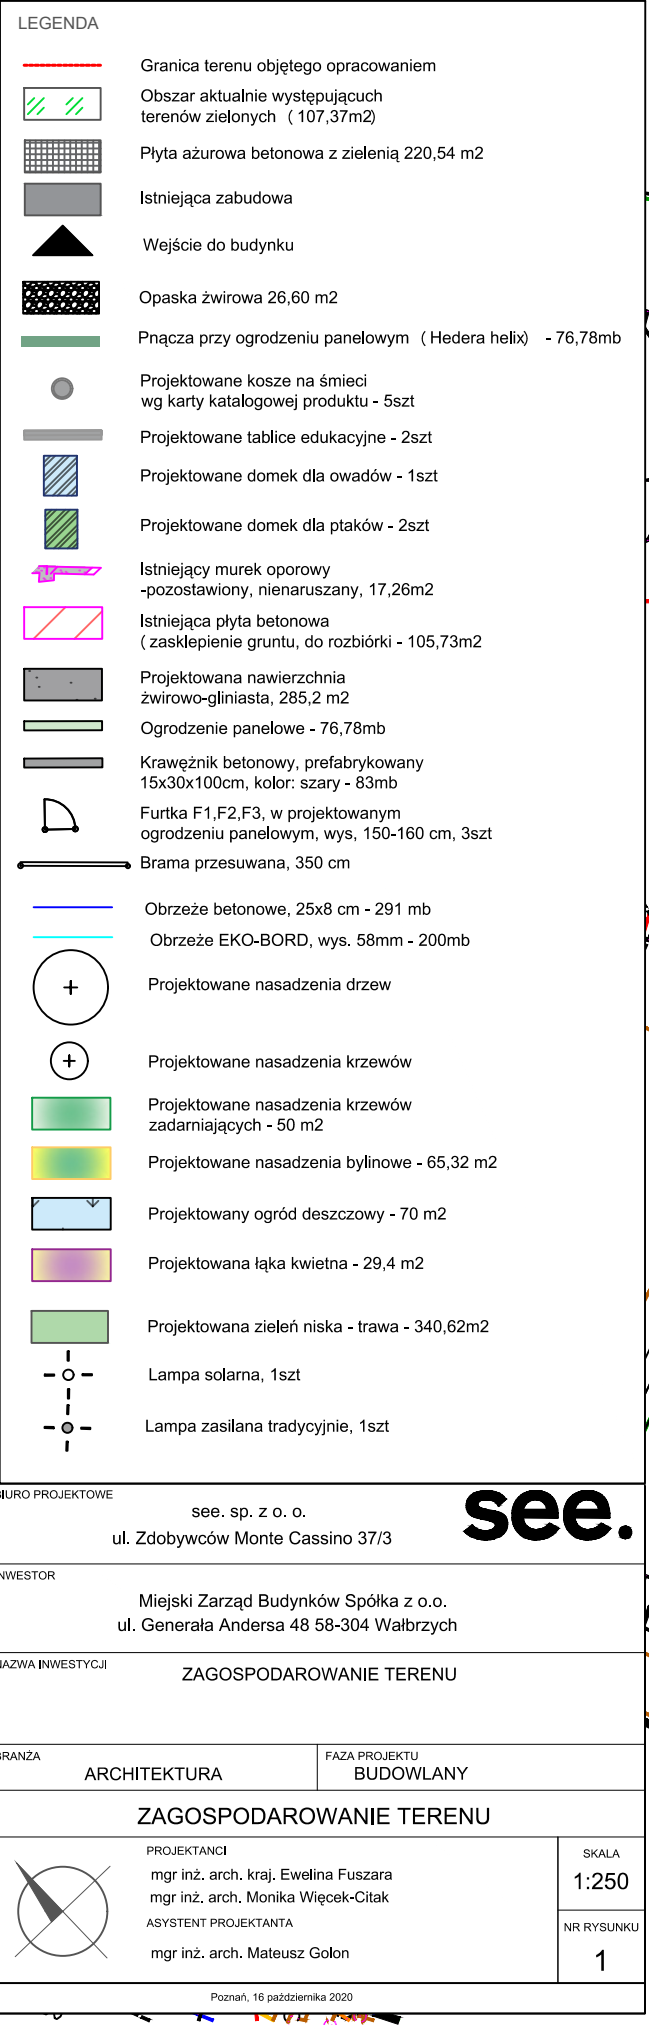 LEGENDA
Granica terenu objętego opracowaniem
Obszar aktualnie występującuch
terenów zielonych ( 107,37m2)
Płyta ażurowa betonowa z zielenią 220,54 m2
Istniejąca zabudowa
Wejście do budynku
Opaska żwirowa 26,60 m2
Pnącza przy ogrodzeniu panelowym ( Hedera helix) - 76,78mb
Projektowane kosze na śmieci
wg karty katalogowej produktu - 5szt
Projektowane tablice edukacyjne - 2szt
Projektowane domek dla owadów - 1szt
Projektowane domek dla ptaków - 2szt
Istniejący murek oporowy
-pozostawiony, nienaruszany, 17,26m2
Istniejąca płyta betonowa
( zasklepienie gruntu, do rozbiórki - 105,73m2
Projektowana nawierzchnia
żwirowo-gliniasta, 285,2 m2
Ogrodzenie panelowe - 76,78mb
Krawężnik betonowy, prefabrykowany
15x30x100cm, kolor: szary - 83mb
Furtka F1,F2,F3, w projektowanym
ogrodzeniu panelowym, wys, 150-160 cm, 3szt
Brama przesuwana, 350 cm
Obrzeże betonowe, 25x8 cm - 291 mb
Obrzeże EKO-BORD, wys. 58mm - 200mb
Projektowane nasadzenia drzew
Projektowane nasadzenia krzewów
Projektowane nasadzenia krzewów
zadarniających - 50 m2
Projektowane nasadzenia bylinowe - 65,32 m2
Projektowany ogród deszczowy - 70 m2
Projektowana łąka kwietna - 29,4 m2
Projektowana zieleń niska - trawa - 340,62m2
Lampa solarna, 1szt
Lampa zasilana tradycyjnie, 1szt
BIURO PROJEKTOWE
see. sp. z o. o.
ul. Zdobywców Monte Cassino 37/3
see.
INWESTOR
Miejski Zarząd Budynków Spółka z o.o.
ul. Generała Andersa 48 58-304 Wałbrzych
NAZWA INWESTYCJI
ZAGOSPODAROWANIE TERENU
BRANŻA
ARCHITEKTURA
FAZA PROJEKTU
BUDOWLANY
ZAGOSPODAROWANIE TERENU
PROJEKTANCI
mgr inż. arch. kraj. Ewelina Fuszara
mgr inż. arch. Monika Więcek-Citak
ASYSTENT PROJEKTANTA
mgr inż. arch. Mateusz Golon
SKALA
1:250
NR RYSUNKU
1
Poznań, 16 października 2020